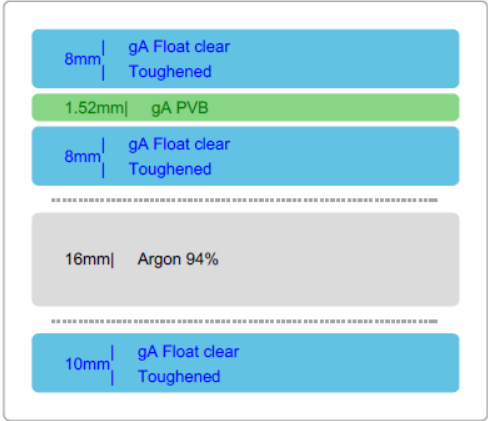 8mm| gA Float clear
| Toughened
1.52mm| gA PVB
8mm| gA Float clear
| Toughened
16mm| Argon 94%
10mm| gA Float clear
| Toughened